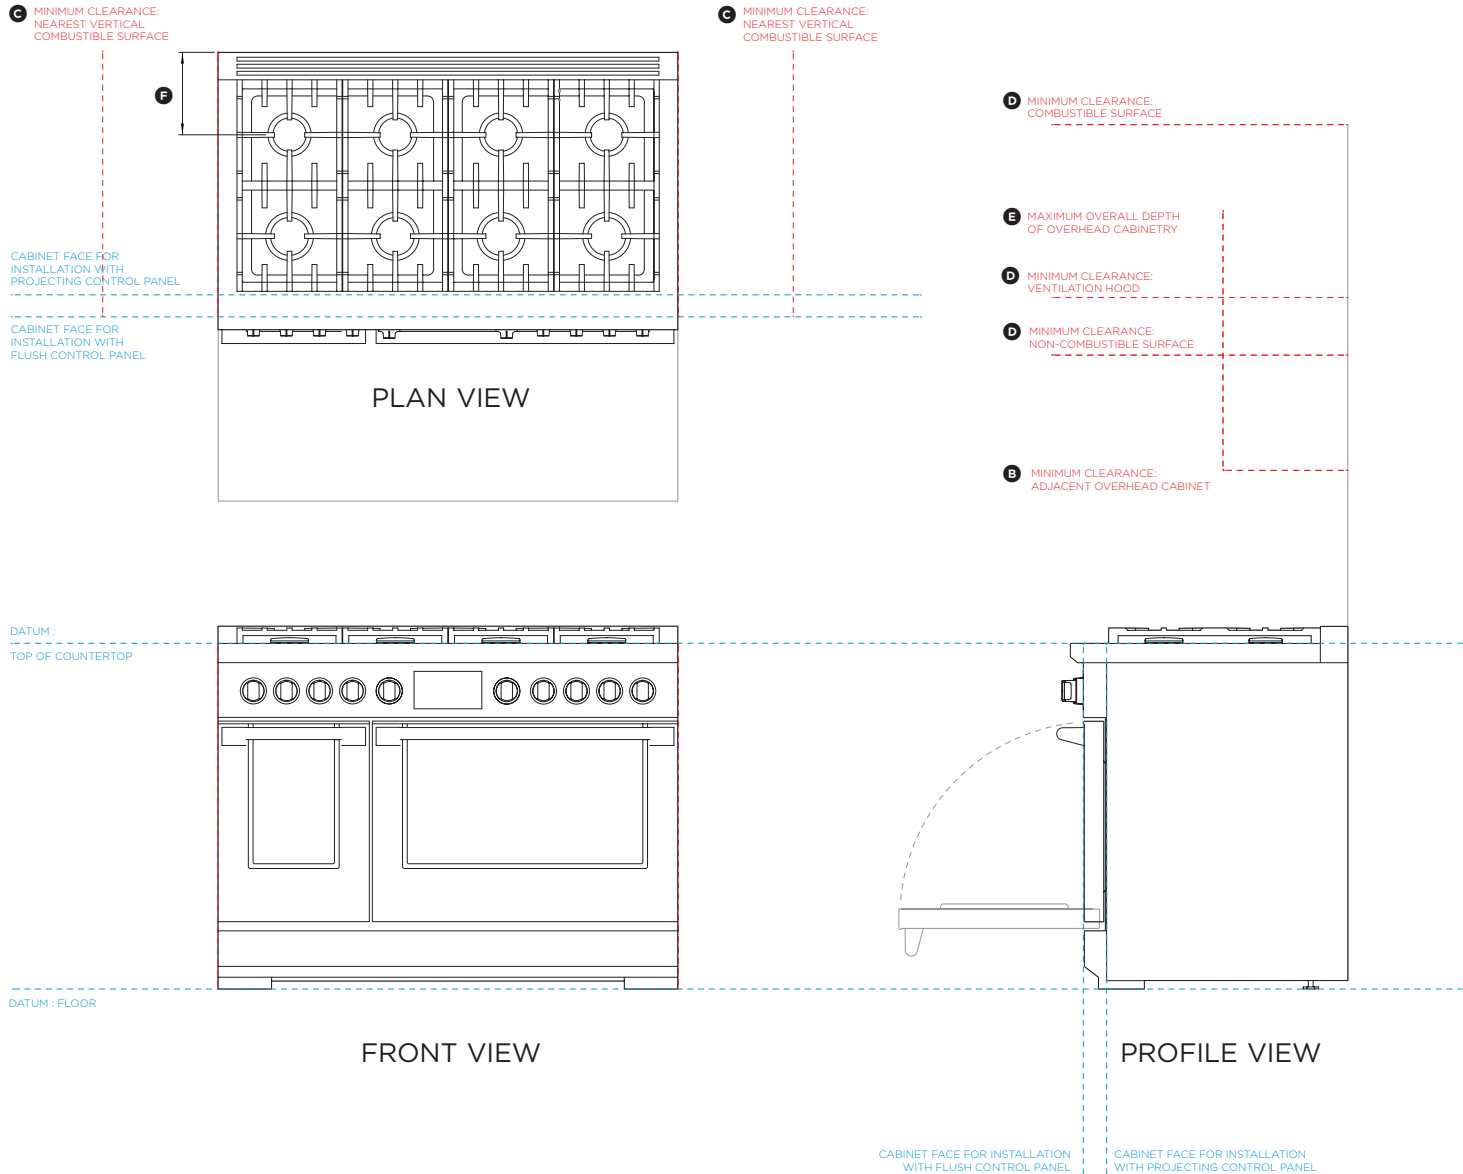 C MINIMUM CLEARANCE:
NEAREST VERTICAL
COMBUSTIBLE SURFACE
C MINIMUM CLEARANCE:
NEAREST VERTICAL
COMBUSTIBLE SURFACE
F
D MINIMUM CLEARANCE:
COMBUSTIBLE SURFACE
E MAXIMUM OVERALL DEPTH
OF OVERHEAD CABINETRY
CABINET FACE FOR
INSTALLATION WITH
PROJECTING CONTROL PANEL
D MINIMUM CLEARANCE:
VENTILATION HOOD
CABINET FACE FOR
INSTALLATION WITH
FLUSH CONTROL PANEL
D MINIMUM CLEARANCE:
NON-COMBUSTIBLE SURFACE
PLAN VIEW
B MINIMUM CLEARANCE:
ADJACENT OVERHEAD CABINET
DATUM :
TOP OF COUNTERTOP
DATUM : FLOOR
FRONT VIEW
PROFILE VIEW
CABINET FACE FOR INSTALLATION
WITH FLUSH CONTROL PANEL
CABINET FACE FOR INSTALLATION
WITH PROJECTING CONTROL PANEL